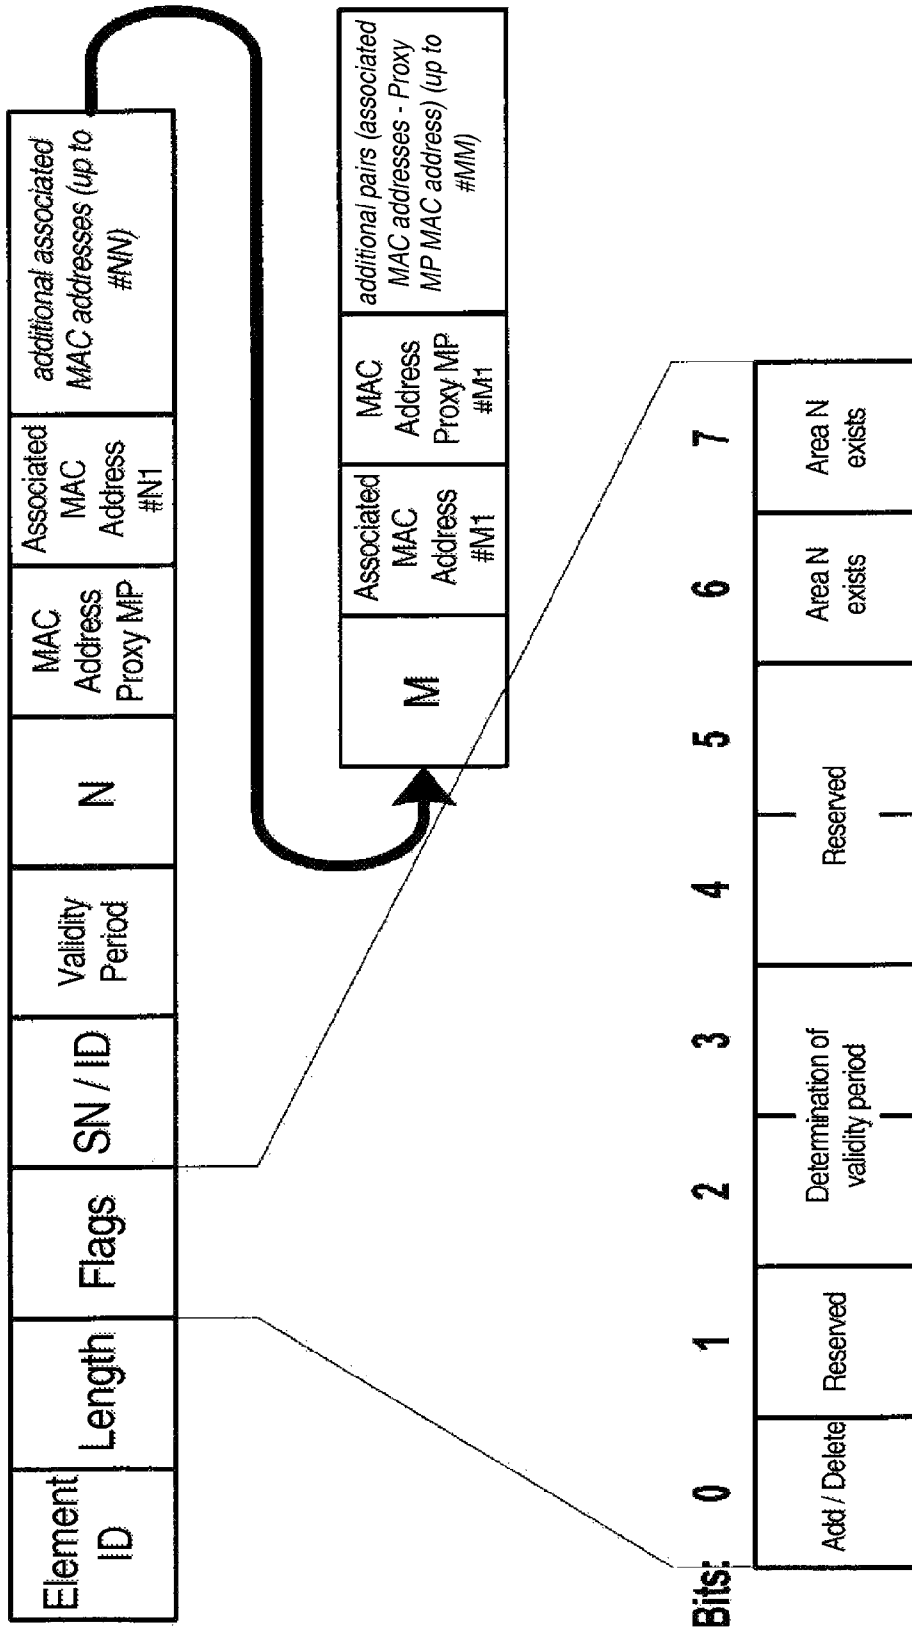 Element
ID
Length
Flags
SN / ID
Validity
Period
N
MAC
Address
Proxy MP
Associated
MAC
Address
#N1
additional associated
MAC addresses (up to
#NN)
M
Associated
MAC
Address
#M1
MAC
Address
Proxy MP
#M1
additional pairs (associated
MAC addresses - Proxy
MP MAC address) (up to
#MM)
Bits: 0 1 2 3 4 5 6 7
Add / Delete
Reserved
Determination of
validity period
Reserved
Area N
exists
Area N
exists